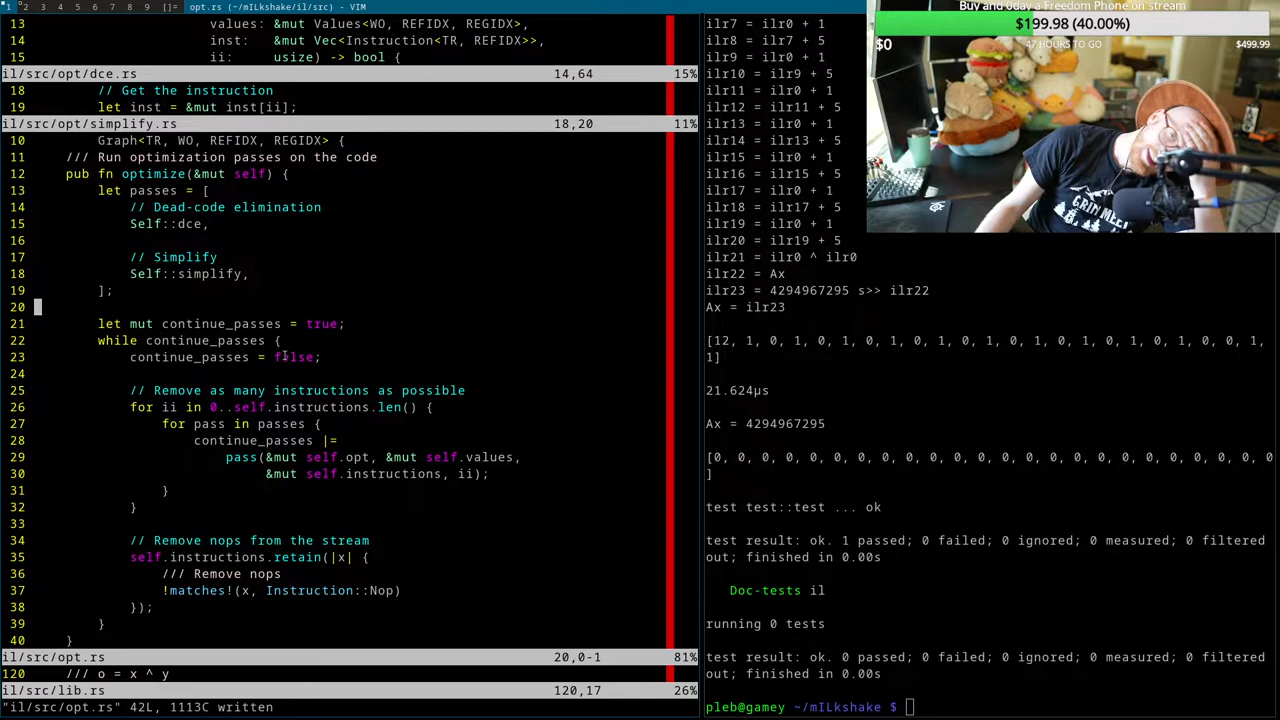 1 2 3 4 5 6 7 8 9 []= opt.rs (~/mILkshake/il/src) - VIM
13 values: &mut Values<WO, REFIDX, REGIDX>,
14 inst: &mut Vec<Instruction<TR, REFIDX>>,
15 ii: usize) -> bool {
il/src/opt/dce.rs 14,64 15%
18 // Get the instruction
19 let inst = &mut inst[ii];
il/src/opt/simplify.rs 18,20 11%
10 Graph<TR, WO, REFIDX, REGIDX> {
11 /// Run optimization passes on the code
12 pub fn optimize(&mut self) {
13 let passes = [
14 // Dead-code elimination
15 Self::dce,
16
17 // Simplify
18 Self::simplify,
19 ];
20
21 let mut continue_passes = true;
22 while continue_passes {
23 continue_passes = false;
24
25 // Remove as many instructions as possible
26 for ii in 0..self.instructions.len() {
27 for pass in passes {
28 continue_passes |=
29 pass(&mut self.opt, &mut self.values,
30 &mut self.instructions, ii);
31 }
32 }
33
34 // Remove nops from the stream
35 self.instructions.retain(|x| {
36 /// Remove nops
37 !matches!(x, Instruction::Nop)
38 });
39 }
40 }
il/src/opt.rs 20,0-1 81%
120 /// o = x ^ y
il/src/lib.rs 120,17 26%
"il/src/opt.rs" 42L, 1113C written
ilr7 = ilr0 + 1
ilr8 = ilr7 + 5
ilr9 = ilr0 + 1
ilr10 = ilr9 + 5
ilr11 = ilr0 + 1
ilr12 = ilr11 + 5
ilr13 = ilr0 + 1
ilr14 = ilr13 + 5
ilr15 = ilr0 + 1
ilr16 = ilr15 + 5
ilr17 = ilr0 + 1
ilr18 = ilr17 + 5
ilr19 = ilr0 + 1
ilr20 = ilr19 + 5
ilr21 = ilr0 ^ ilr0
ilr22 = Ax
ilr23 = 4294967295 s>> ilr22
Ax = ilr23
[12, 1, 0, 1, 0, 1, 0, 1, 0, 1, 0, 1, 0, 1, 0, 1, 0, 1, 0, 1, 0, 0, 1,
1]
21.624µs
Ax = 4294967295
[0, 0, 0, 0, 0, 0, 0, 0, 0, 0, 0, 0, 0, 0, 0, 0, 0, 0, 0, 0, 0, 0, 0, 0
]
test test::test ... ok
test result: ok. 1 passed; 0 failed; 0 ignored; 0 measured; 0 filtered
out; finished in 0.00s
Doc-tests il
running 0 tests
test result: ok. 0 passed; 0 failed; 0 ignored; 0 measured; 0 filtered
out; finished in 0.00s
pleb@gamey ~/mILkshake $
Buy and 0day a Freedom Phone on stream
$199.98 (40.00%)
$0 47 HOURS TO GO $499.99